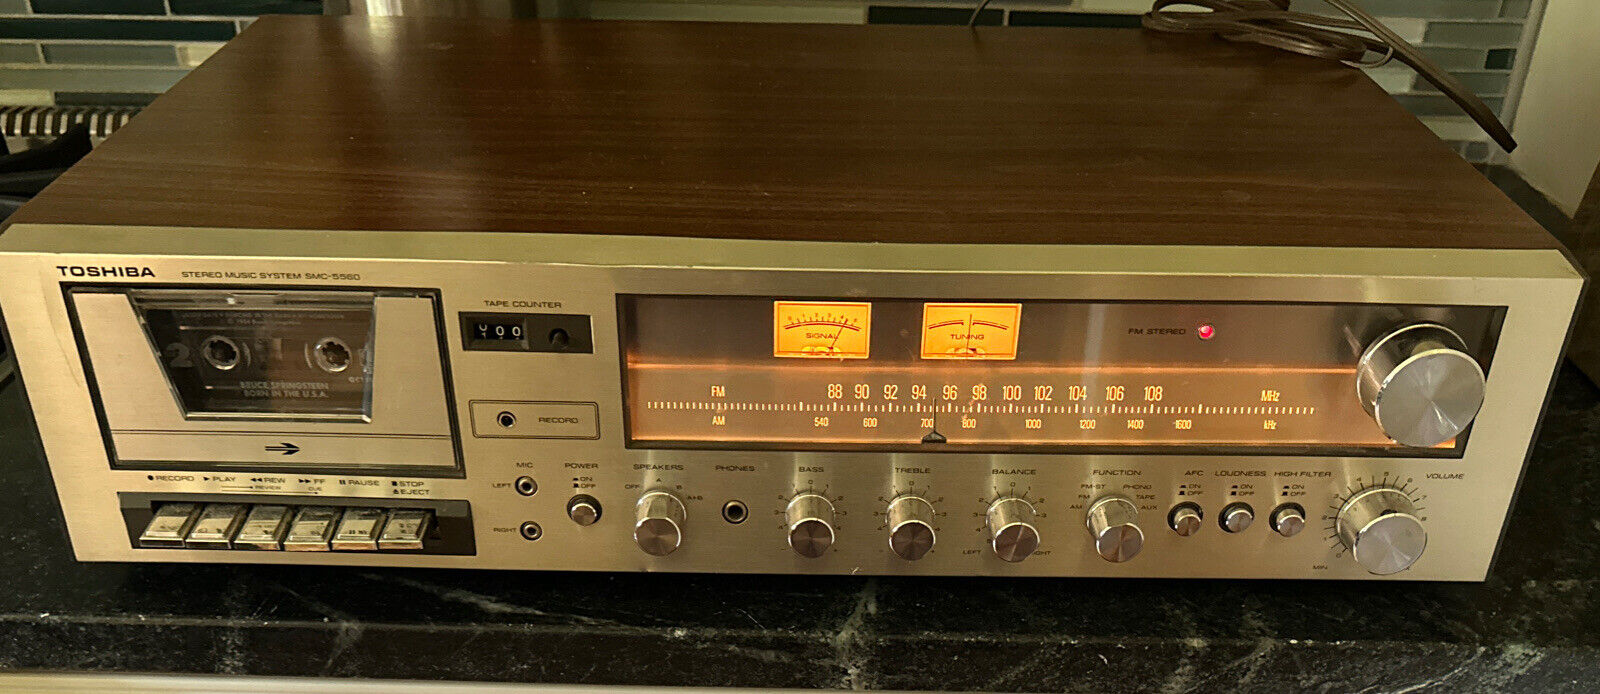 TOSHIBA STEREO MUSIC SYSTEM SMC-5560
TAPE COUNTER
00
2
BRUCE SPRINGSTEEN
BORN IN THE U.S.A.
SIGNAL
TUNING
FM STEREO
FM 88 90 92 94 96 98 100 102 104 106 108 MHz
AM 540 600 700 800 1000 1200 1400 1600 kHz
RECORD
RECORD PLAY REW FF PAUSE STOP
REVIEW CUE EJECT
MIC
LEFT
RIGHT
POWER
ON
OFF
SPEAKERS
OFF A B A+B
PHONES
BASS
TREBLE
BALANCE
LEFT
FUNCTION
FM-ST PHONO
FM TAPE
AM AUX
AFC
ON
OFF
LOUDNESS
ON
OFF
HIGH FILTER
ON
OFF
VOLUME
MIN